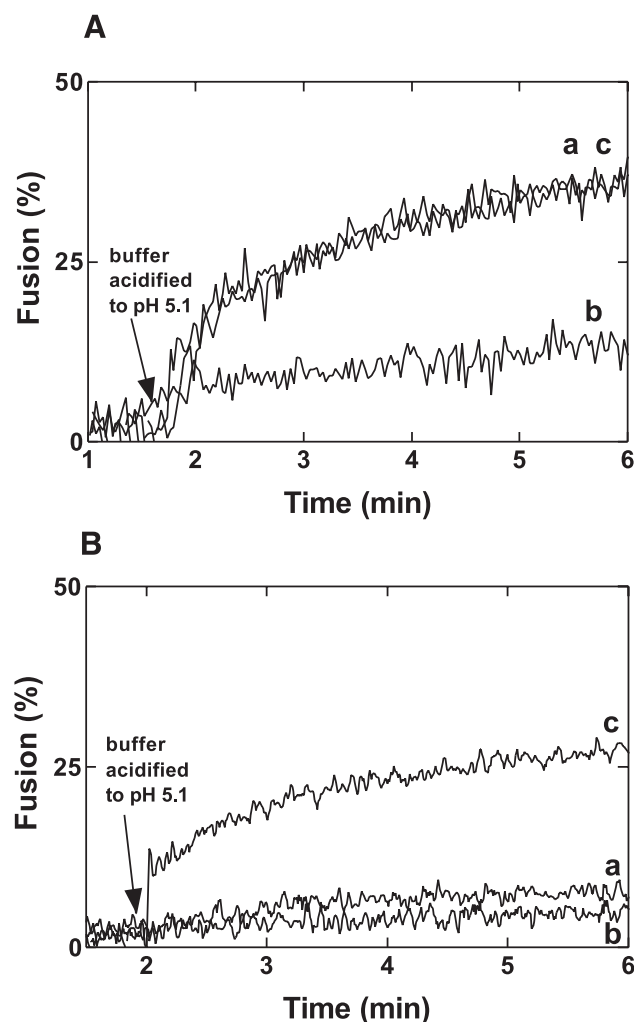 A
50
a c
Fusion (%)
buffer
acidified
to pH 5.1
25
b
0
1 2 3 4 5 6
Time (min)
B
50
c
Fusion (%)
buffer
acidified
to pH 5.1
25
a
b
0
2 3 4 5 6
Time (min)